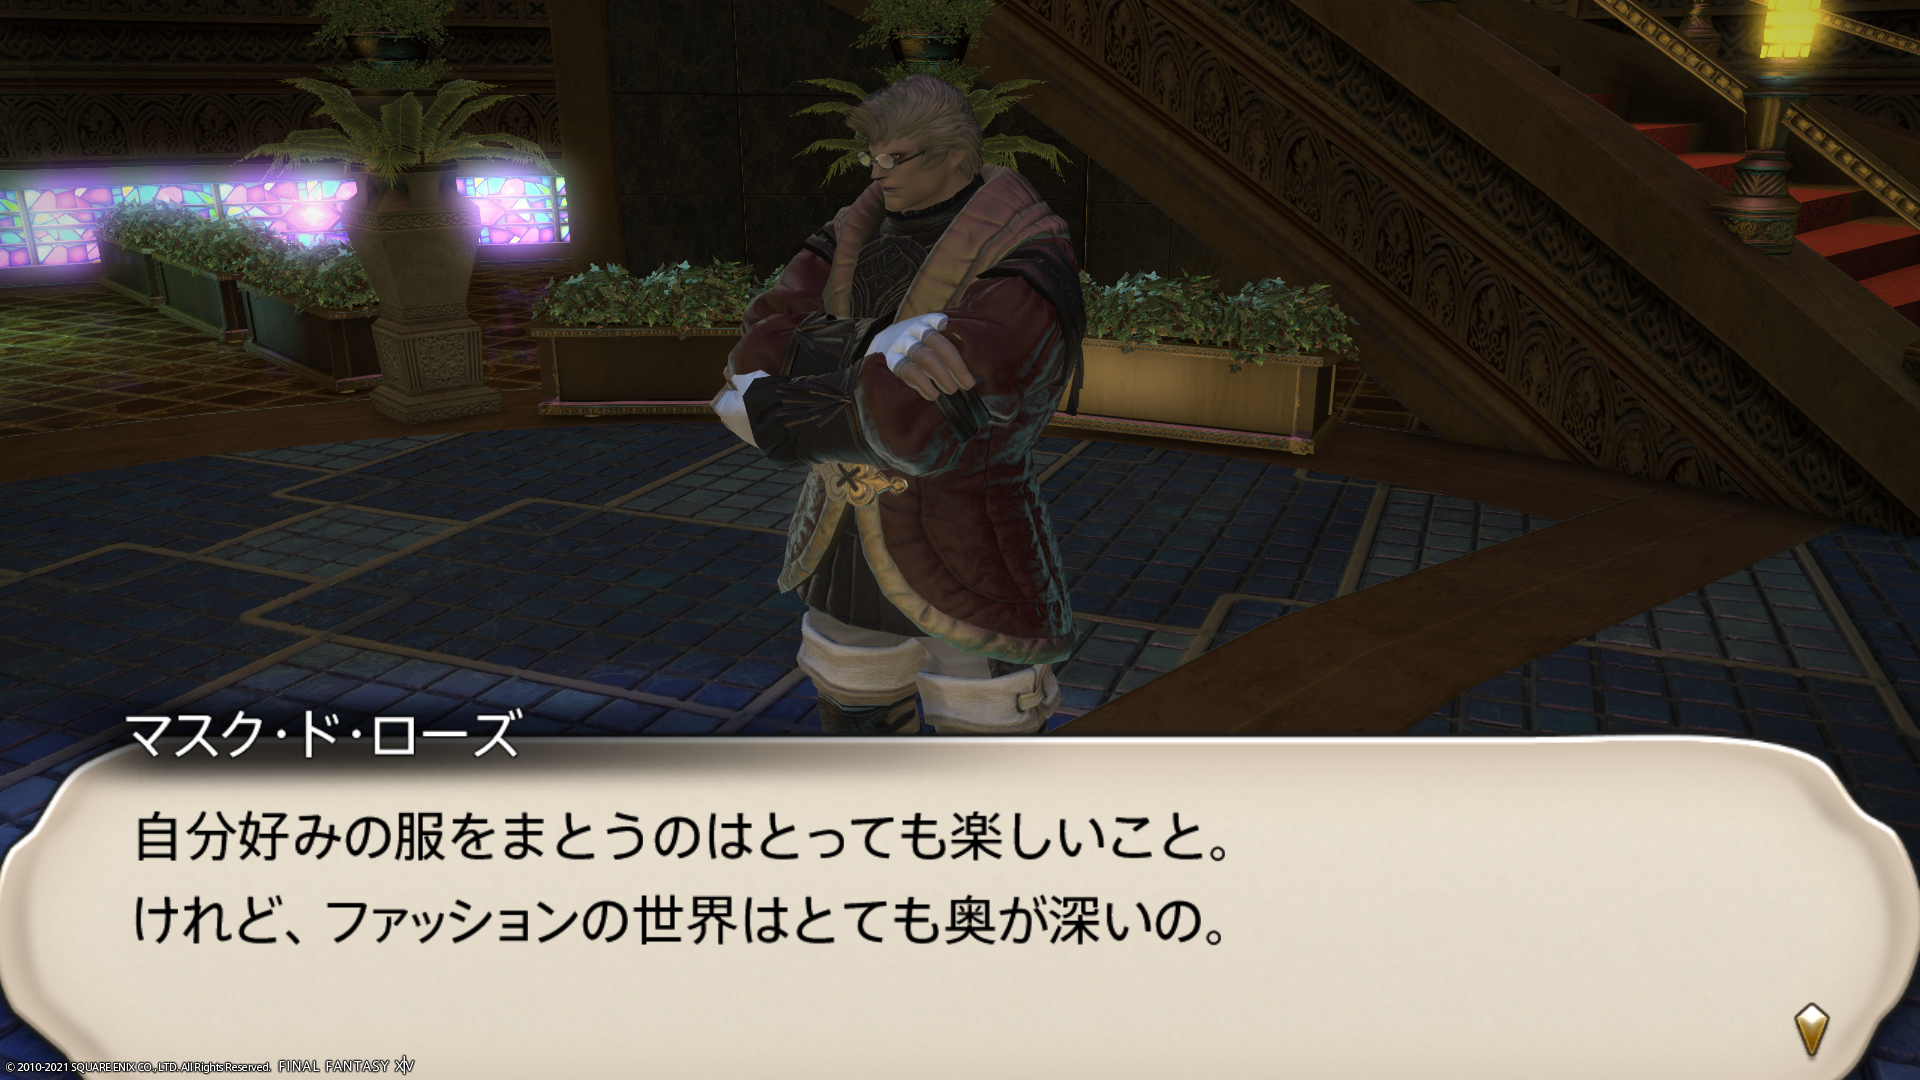 マスク・ド・ローズ
自分好みの服をまとうのはとっても楽しいこと。
けれど、ファッションの世界はとても奥が深いの。
© 2010-2021 SQUARE ENIX CO., LTD. All Rights Reserved. FINAL FANTASY XIV